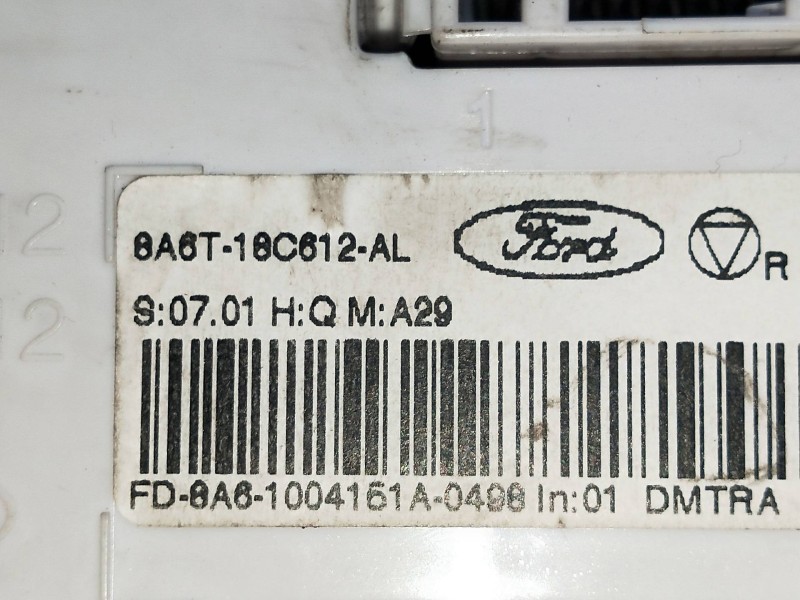 1
8A6T-18C612-AL
Ford
R
S:07.01 H:Q M:A29
FD-8A6-1004161A-0498 In:01 DMTRA